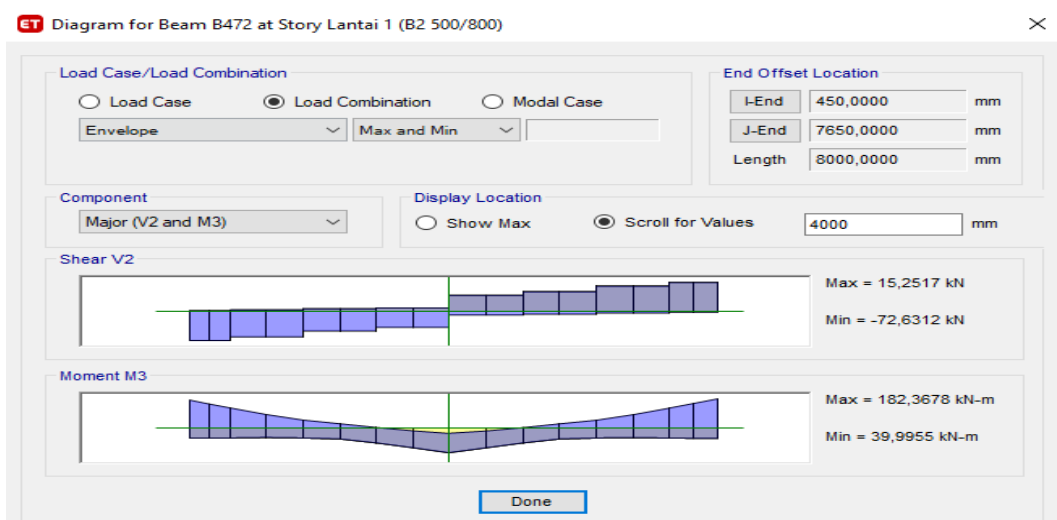 ET Diagram for Beam B472 at Story Lantai 1 (B2 500/800)
Load Case/Load Combination
Load Case Load Combination Modal Case
Envelope Max and Min
End Offset Location
I-End 450,0000 mm
J-End 7650,0000 mm
Length 8000,0000 mm
Component
Major (V2 and M3)
Display Location
Show Max Scroll for Values 4000 mm
Shear V2
Max = 15,2517 kN
Min = -72,6312 kN
Moment M3
Max = 182,3678 kN-m
Min = 39,9955 kN-m
Done